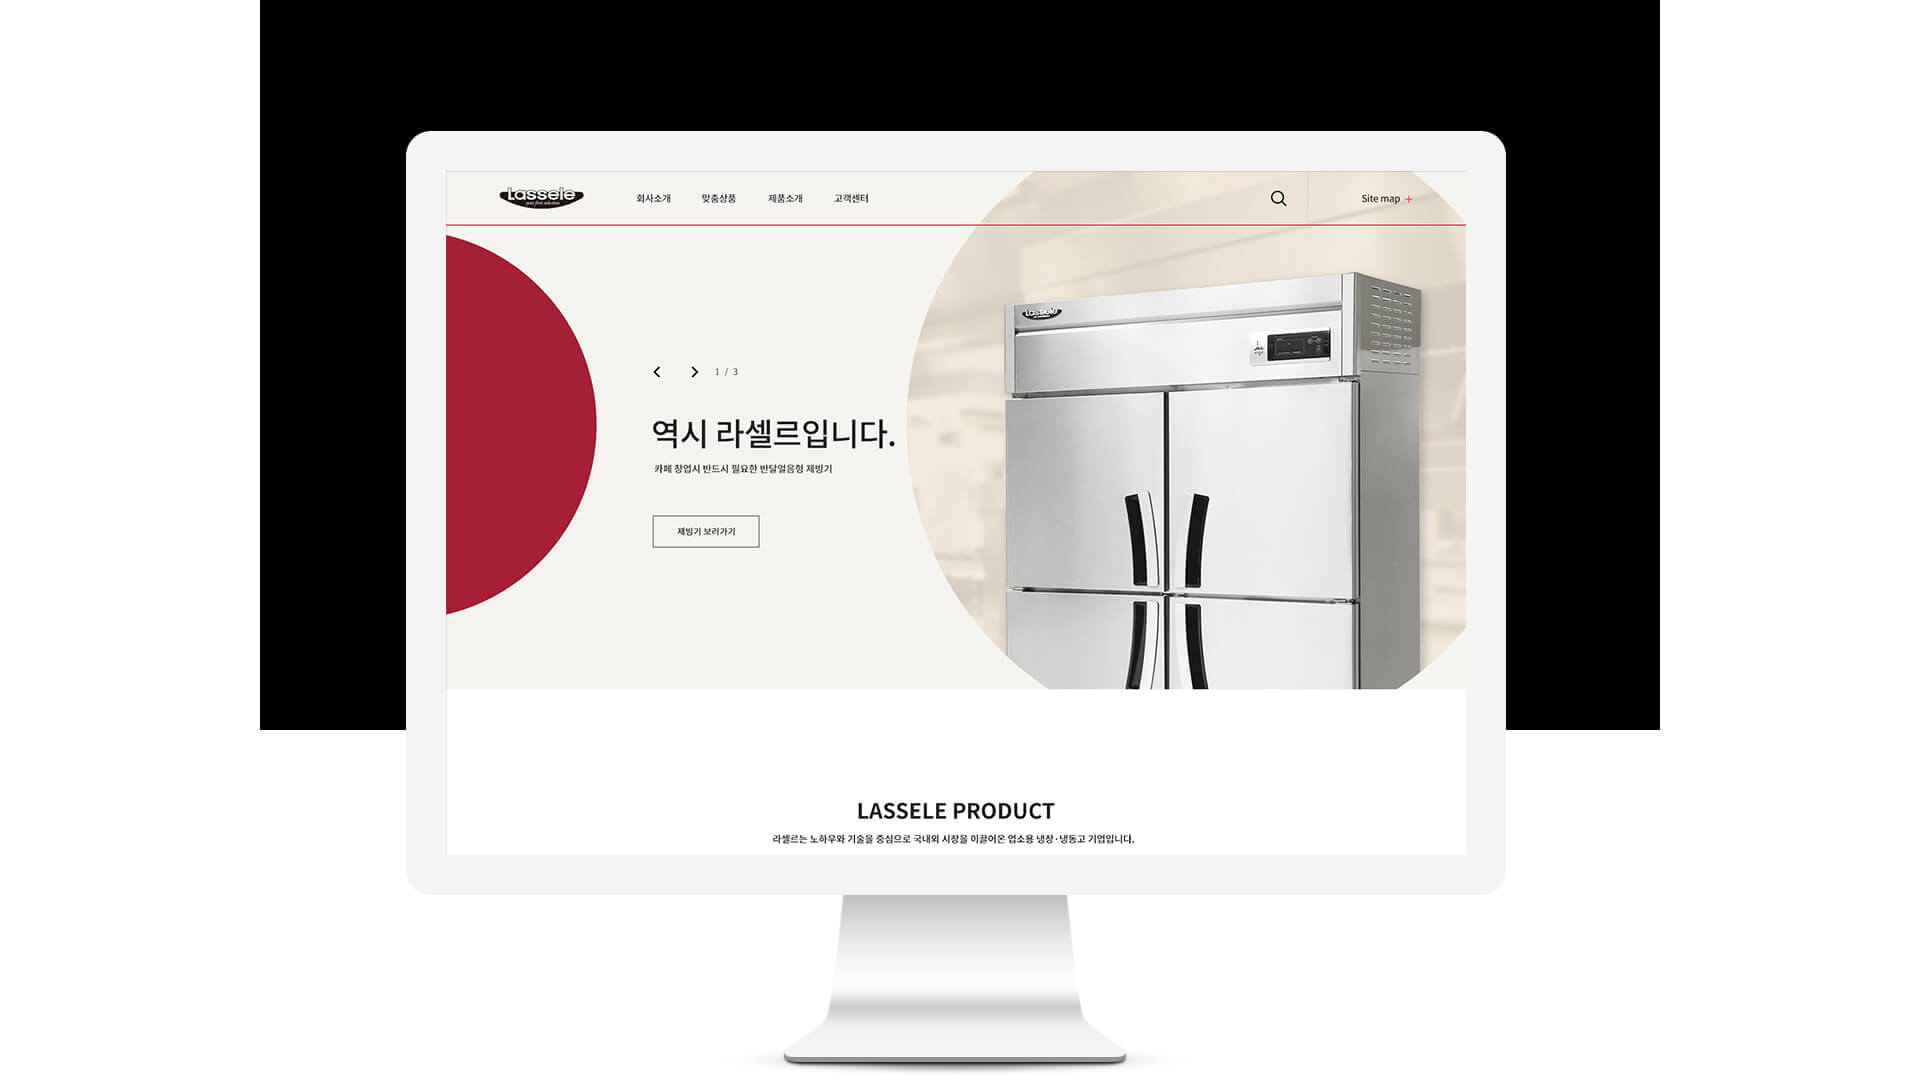 Lassele
your first selection
회사소개 맞춤상품 제품소개 고객센터
Site map +
Lassele
1 / 3
역시 라셀르입니다.
카페 창업시 반드시 필요한 반달얼음형 제빙기
제빙기 보러가기
LASSELE PRODUCT
라셀르는 노하우와 기술을 중심으로 국내외 시장을 이끌어온 업소용 냉장·냉동고 기업입니다.